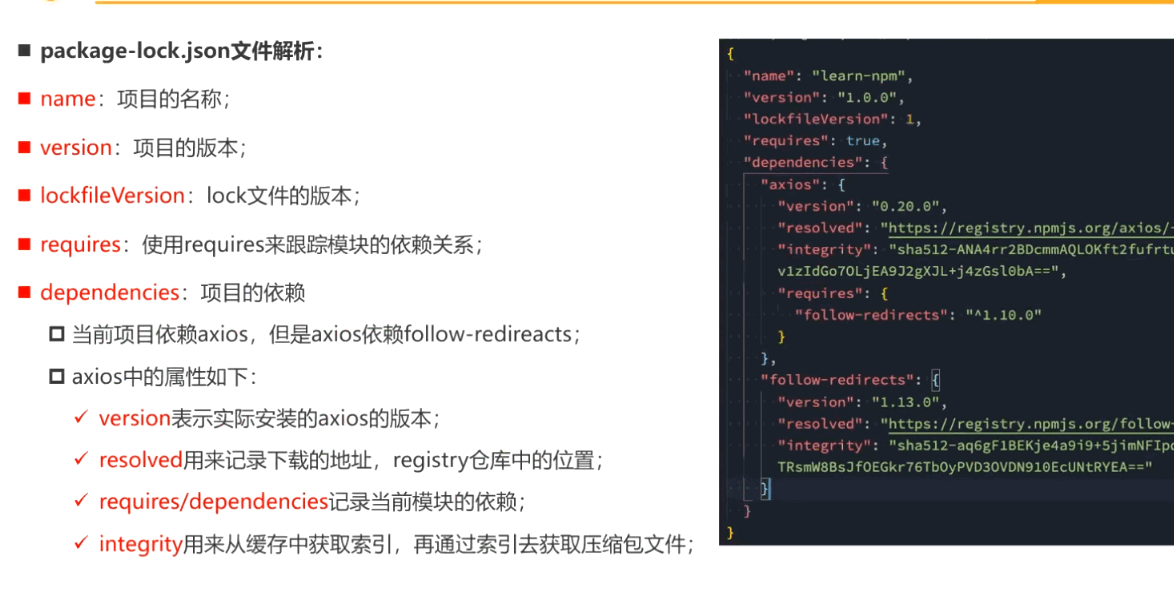 ■ package-lock.json文件解析：
■ name：项目的名称；
■ version：项目的版本；
■ lockfileVersion：lock文件的版本；
■ requires：使用requires来跟踪模块的依赖关系；
■ dependencies：项目的依赖
当前项目依赖axios，但是axios依赖follow-redireacts；
axios中的属性如下：
✓ version表示实际安装的axios的版本；
✓ resolved用来记录下载的地址，registry仓库中的位置；
✓ requires/dependencies记录当前模块的依赖；
✓ integrity用来从缓存中获取索引，再通过索引去获取压缩包文件；
{
"name": "learn-npm",
"version": "1.0.0",
"lockfileVersion": 1,
"requires": true,
"dependencies": {
"axios": {
"version": "0.20.0",
"resolved": "https://registry.npmjs.org/axios/-
"integrity": "sha512-ANA4rr2BDcmmAQLOKft2fufrtu
v1zIdGo7OLjEA9J2gXJL+j4zGsl0bA==",
"requires": {
"follow-redirects": "^1.10.0"
}
},
"follow-redirects": {
"version": "1.13.0",
"resolved": "https://registry.npmjs.org/follow-
"integrity": "sha512-aq6gF1BEKje4a9i9+5jimNFIpd
TRsmW8BsJfOEGkr76TbOyPVD3OVDN910EcUNtRYEA=="
}
}
}